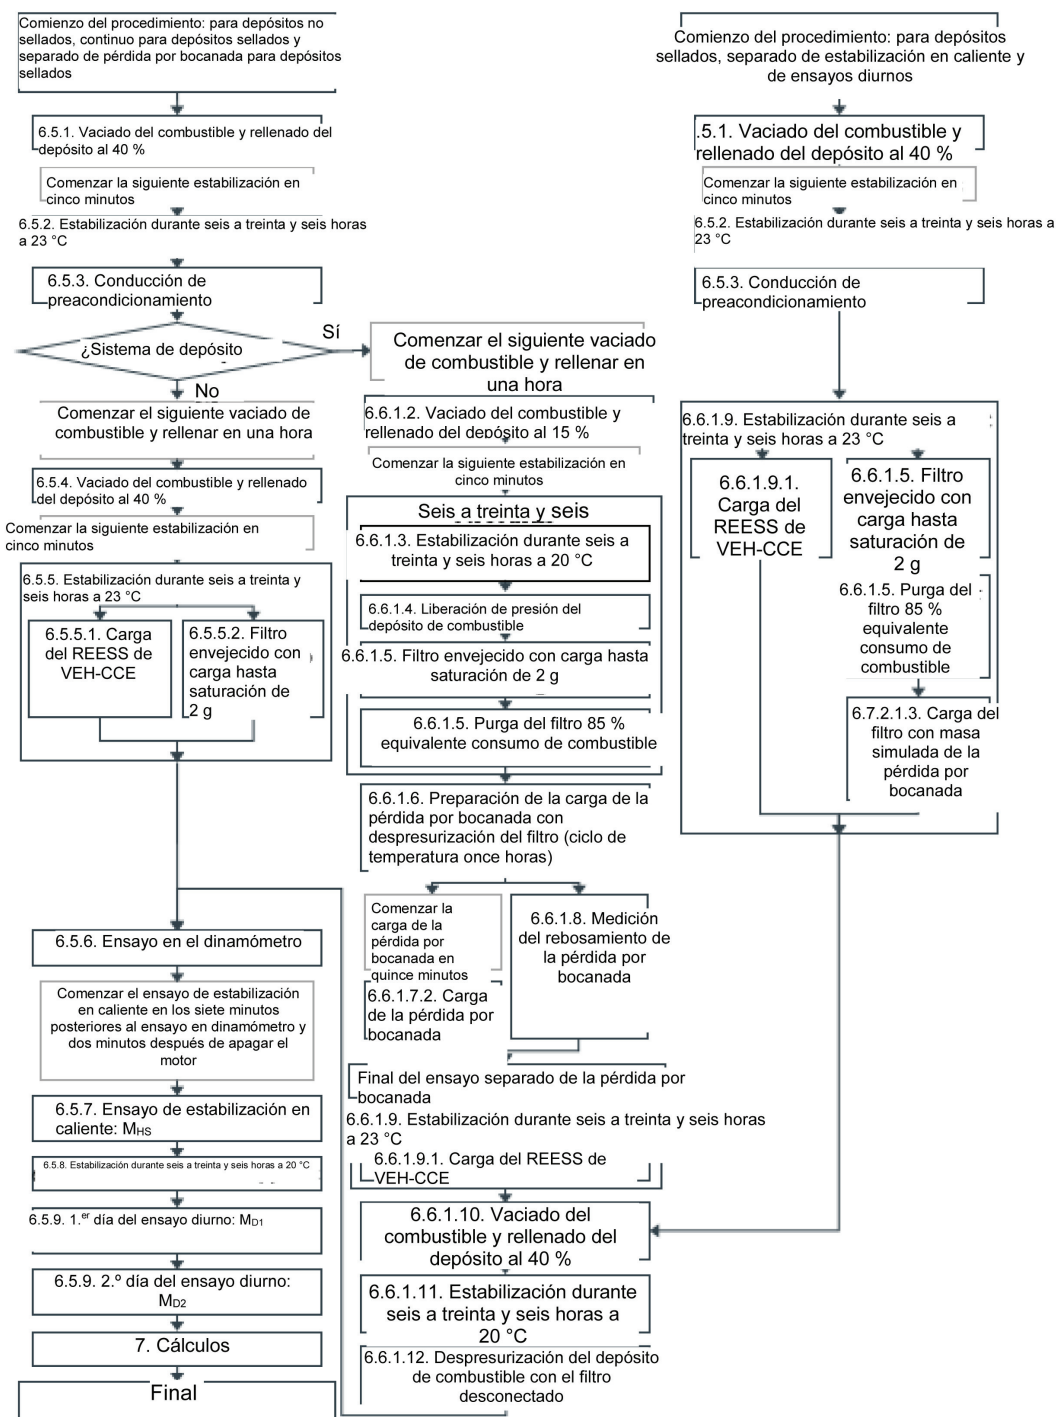 Comienzo del procedimiento: para depósitos no
sellados, continuo para depósitos sellados y
separado de pérdida por bocanada para depósitos
sellados
6.5.1. Vaciado del combustible y rellenado del
depósito al 40 %
Comenzar la siguiente estabilización en
cinco minutos
6.5.2. Estabilización durante seis a treinta y seis horas
a 23 °C
6.5.3. Conducción de
preacondicionamiento
¿Sistema de depósito
Sí
No
Comenzar el siguiente vaciado de
combustible y rellenar en una hora
6.5.4. Vaciado del combustible y rellenado
del depósito al 40 %
Comenzar la siguiente estabilización en
cinco minutos
6.5.5. Estabilización durante seis a treinta y
seis horas a 23 °C
6.5.5.1. Carga
del REESS de
VEH-CCE
6.5.5.2. Filtro
envejecido con
carga hasta
saturación de
2 g
6.5.6. Ensayo en el dinamómetro
Comenzar el ensayo de estabilización
en caliente en los siete minutos
posteriores al ensayo en dinamómetro y
dos minutos después de apagar el
motor
6.5.7. Ensayo de estabilización en
caliente: MHS
6.5.8. Estabilización durante seis a treinta y seis horas a 20 °C
6.5.9. 1.er día del ensayo diurno: MD1
6.5.9. 2.º día del ensayo diurno:
MD2
7. Cálculos
Final
Comenzar el siguiente vaciado
de combustible y rellenar en
una hora
6.6.1.2. Vaciado del combustible y
rellenado del depósito al 15 %
Comenzar la siguiente estabilización en
cinco minutos
Seis a treinta y seis
6.6.1.3. Estabilización durante seis a
treinta y seis horas a 20 °C
6.6.1.4. Liberación de presión del
depósito de combustible
6.6.1.5. Filtro envejecido con carga hasta
saturación de 2 g
6.6.1.5. Purga del filtro 85 %
equivalente consumo de combustible
6.6.1.6. Preparación de la carga de la
pérdida por bocanada con
despresurización del filtro (ciclo de
temperatura once horas)
Comenzar la
carga de la
pérdida por
bocanada en
quince minutos
6.6.1.7.2. Carga
de la pérdida por
bocanada
6.6.1.8. Medición
del rebosamiento de
la pérdida por
bocanada
Final del ensayo separado de la pérdida por
bocanada
6.6.1.9. Estabilización durante seis a treinta y seis horas
a 23 °C
6.6.1.9.1. Carga del REESS de
VEH-CCE
6.6.1.10. Vaciado del
combustible y rellenado del
depósito al 40 %
6.6.1.11. Estabilización durante
seis a treinta y seis horas a
20 °C
6.6.1.12. Despresurización del depósito
de combustible con el filtro
desconectado
Comienzo del procedimiento: para depósitos
sellados, separado de estabilización en caliente y
de ensayos diurnos
.5.1. Vaciado del combustible y
rellenado del depósito al 40 %
Comenzar la siguiente estabilización en
cinco minutos
6.5.2. Estabilización durante seis a treinta y seis horas a
23 °C
6.5.3. Conducción de
preacondicionamiento
6.6.1.9. Estabilización durante seis a
treinta y seis horas a 23 °C
6.6.1.9.1.
Carga del
REESS de
VEH-CCE
6.6.1.5. Filtro
envejecido con
carga hasta
saturación de
2 g
6.6.1.5. Purga del
filtro 85 %
equivalente
consumo de
combustible
6.7.2.1.3. Carga del
filtro con masa
simulada de la
pérdida por
bocanada